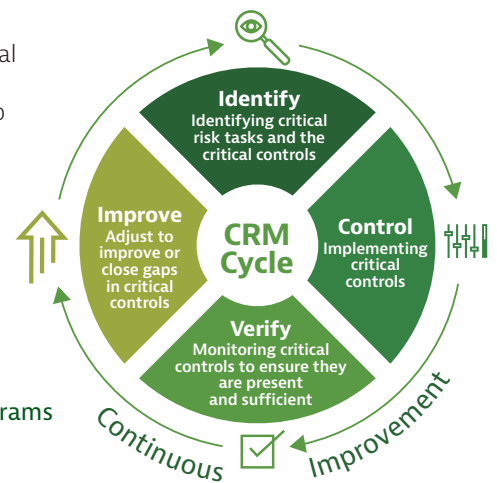 al
o
Identify
Identifying critical
risk tasks and the
critical controls
Control
Implementing
critical
controls
Verify
Monitoring critical
controls to ensure they
are present
and sufficient
Improve
Adjust to
improve or
close gaps
in critical
controls
CRM
Cycle
rams
Continuous Improvement